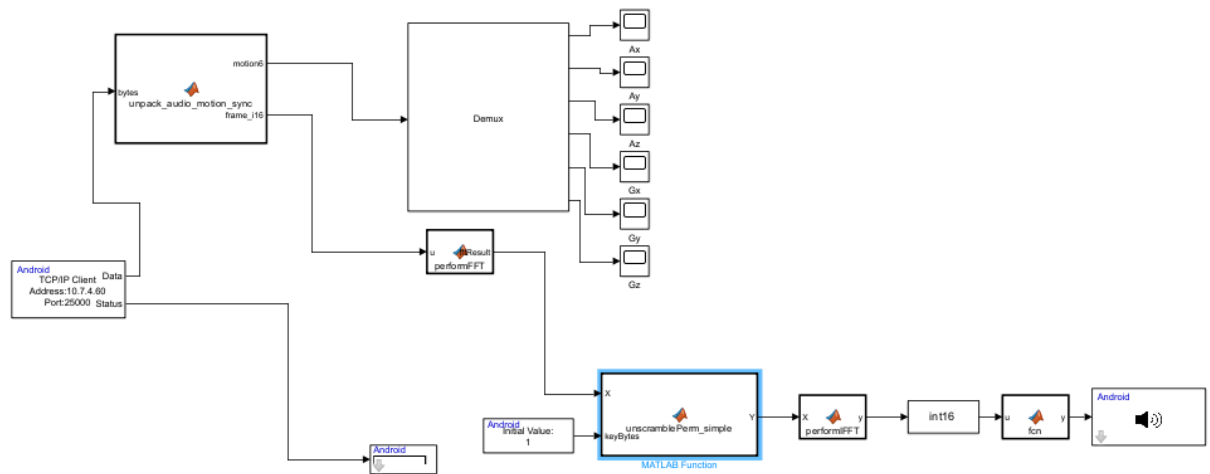 Ax
motion6
bytes
unpack_audio_motion_sync
frame_i16
Ay
Demux
Az
Gx
Gy
Gz
u
performFFT
Android
TCP/IP Client
Address:10.7.4.60
Port:25000
Data
Status
Android
Initial Value:
1
X
keyBytes
unscramblePerm_simple
Y
MATLAB Function
X
y
performIFFT
int16
u
y
fcn
Android
Android